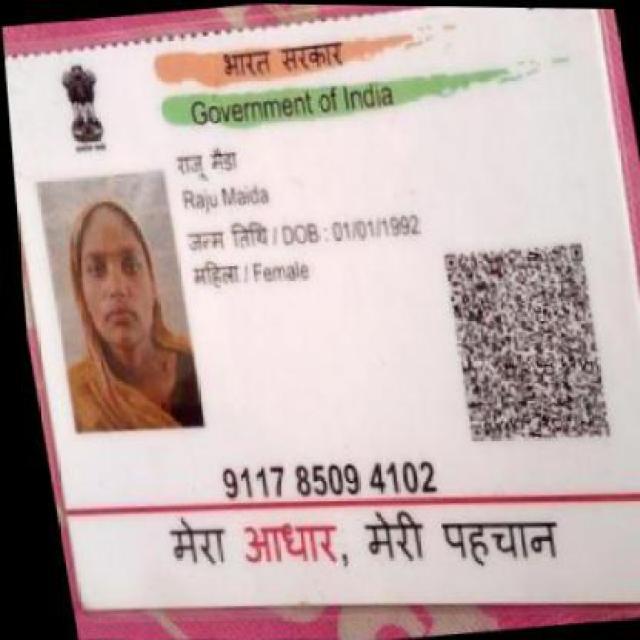 भारत सरकार
Government of India
राजू मैडा
Raju Maida
जन्म तिथि / DOB : 01/01/1992
महिला / Female
9117 8509 4102
मेरा आधार, मेरी पहचान